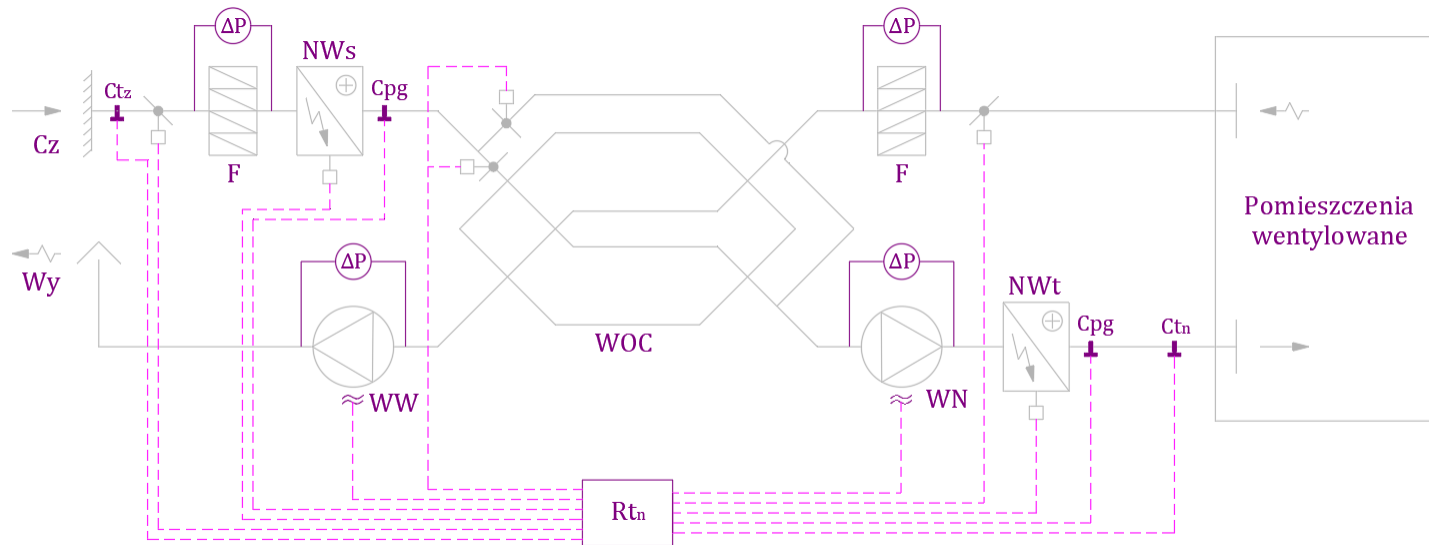 ΔP
ΔP
NWs
Ctz
Cpg
Cz
F
F
Pomieszczenia
wentylowane
ΔP
ΔP
Wy
NWt
WOC
Cpg
Ctn
≈ WW
≈ WN
Rtn